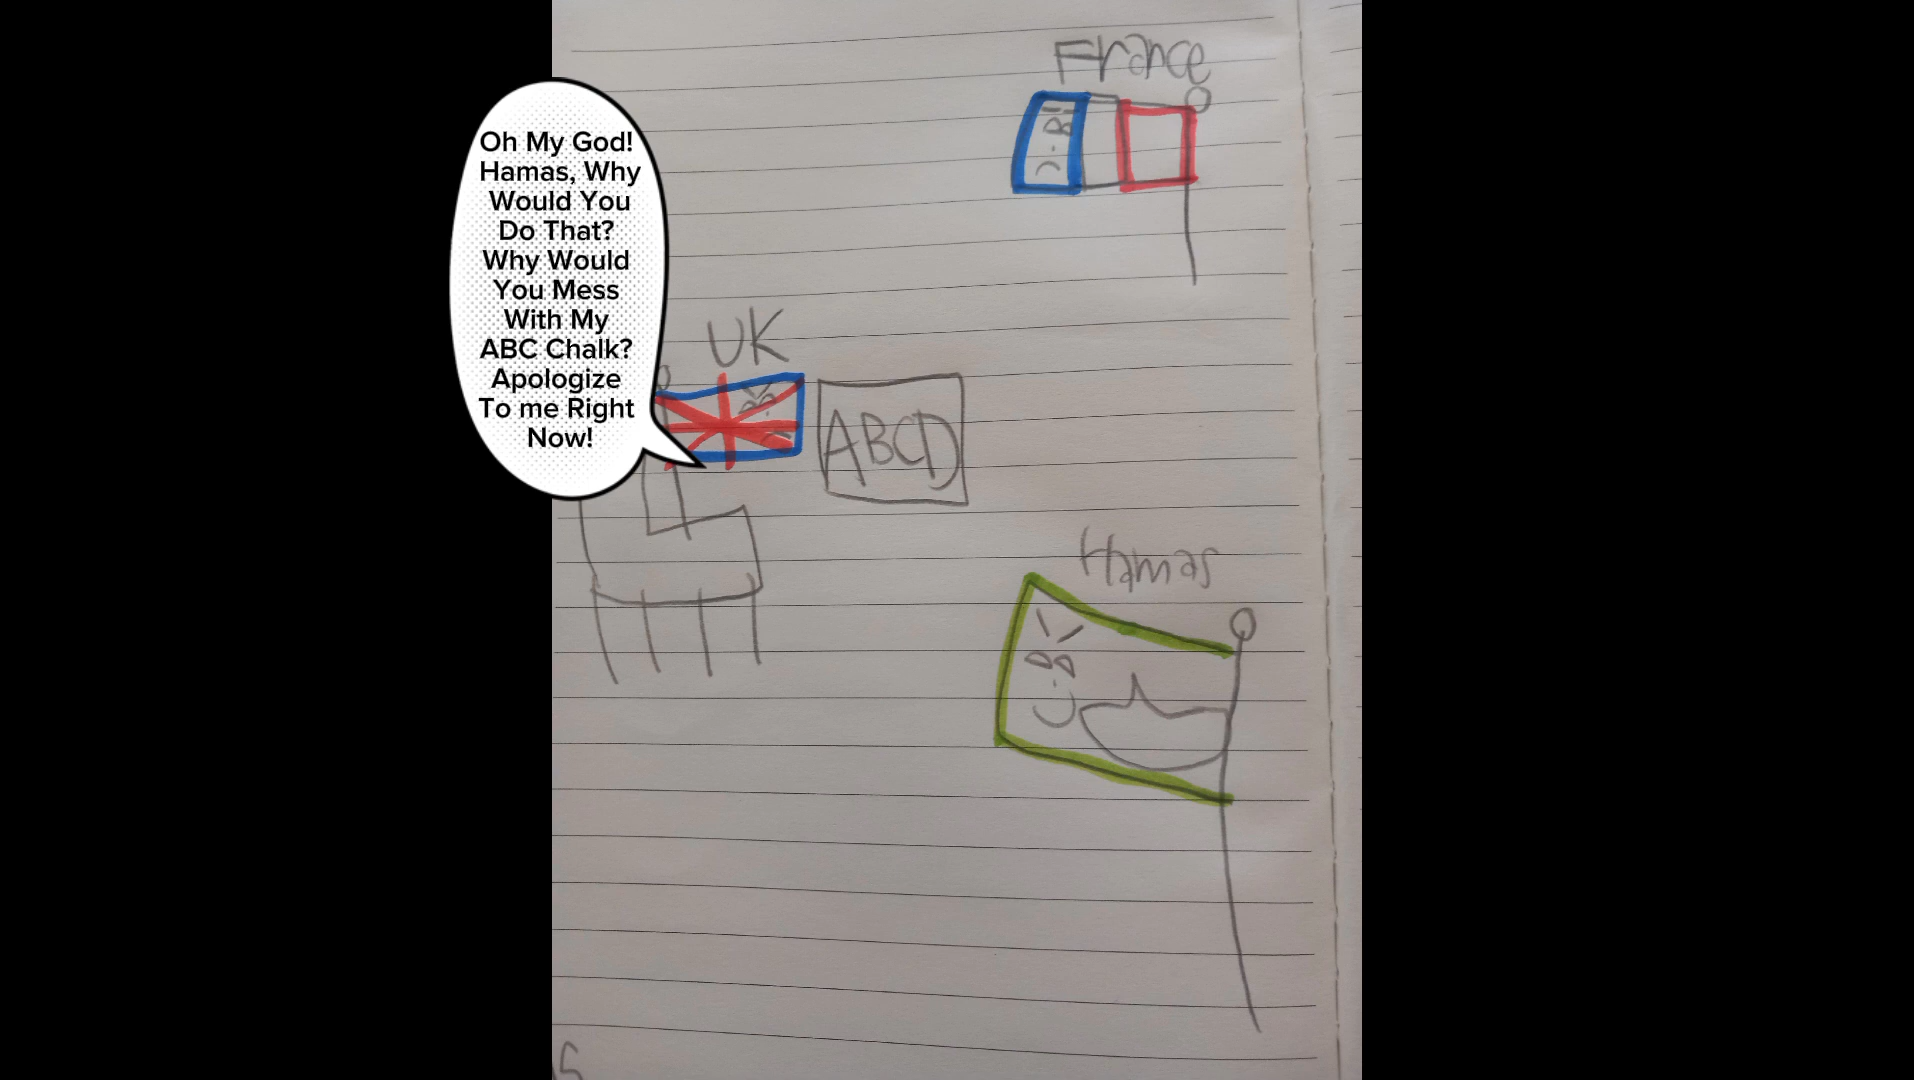 France
Oh My God!
Hamas, Why
Would You
Do That?
Why Would
You Mess
With My
ABC Chalk?
Apologize
To me Right
Now!
UK
ABCD
Hamas
5